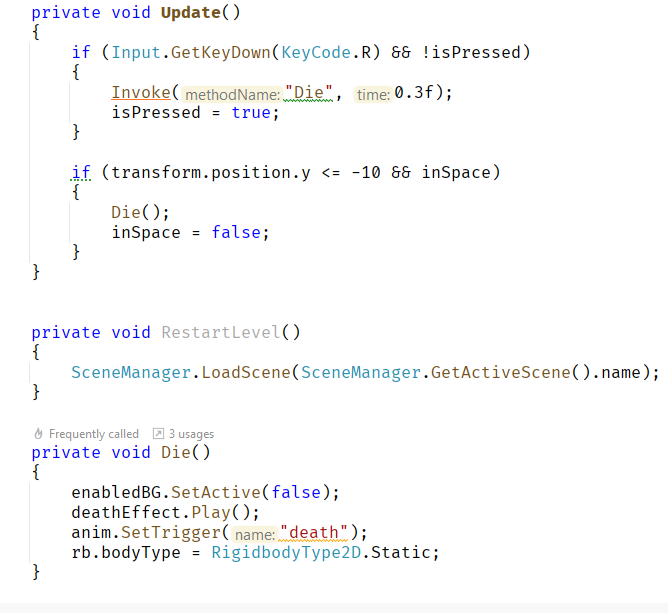 private void Update()
{
if (Input.GetKeyDown(KeyCode.R) && !isPressed)
{
Invoke( methodName: "Die", time: 0.3f);
isPressed = true;
}
if (transform.position.y <= -10 && inSpace)
{
Die();
inSpace = false;
}
}
private void RestartLevel()
{
SceneManager.LoadScene(SceneManager.GetActiveScene().name);
}
Frequently called 3 usages
private void Die()
{
enabledBG.SetActive(false);
deathEffect.Play();
anim.SetTrigger( name: "death");
rb.bodyType = RigidbodyType2D.Static;
}